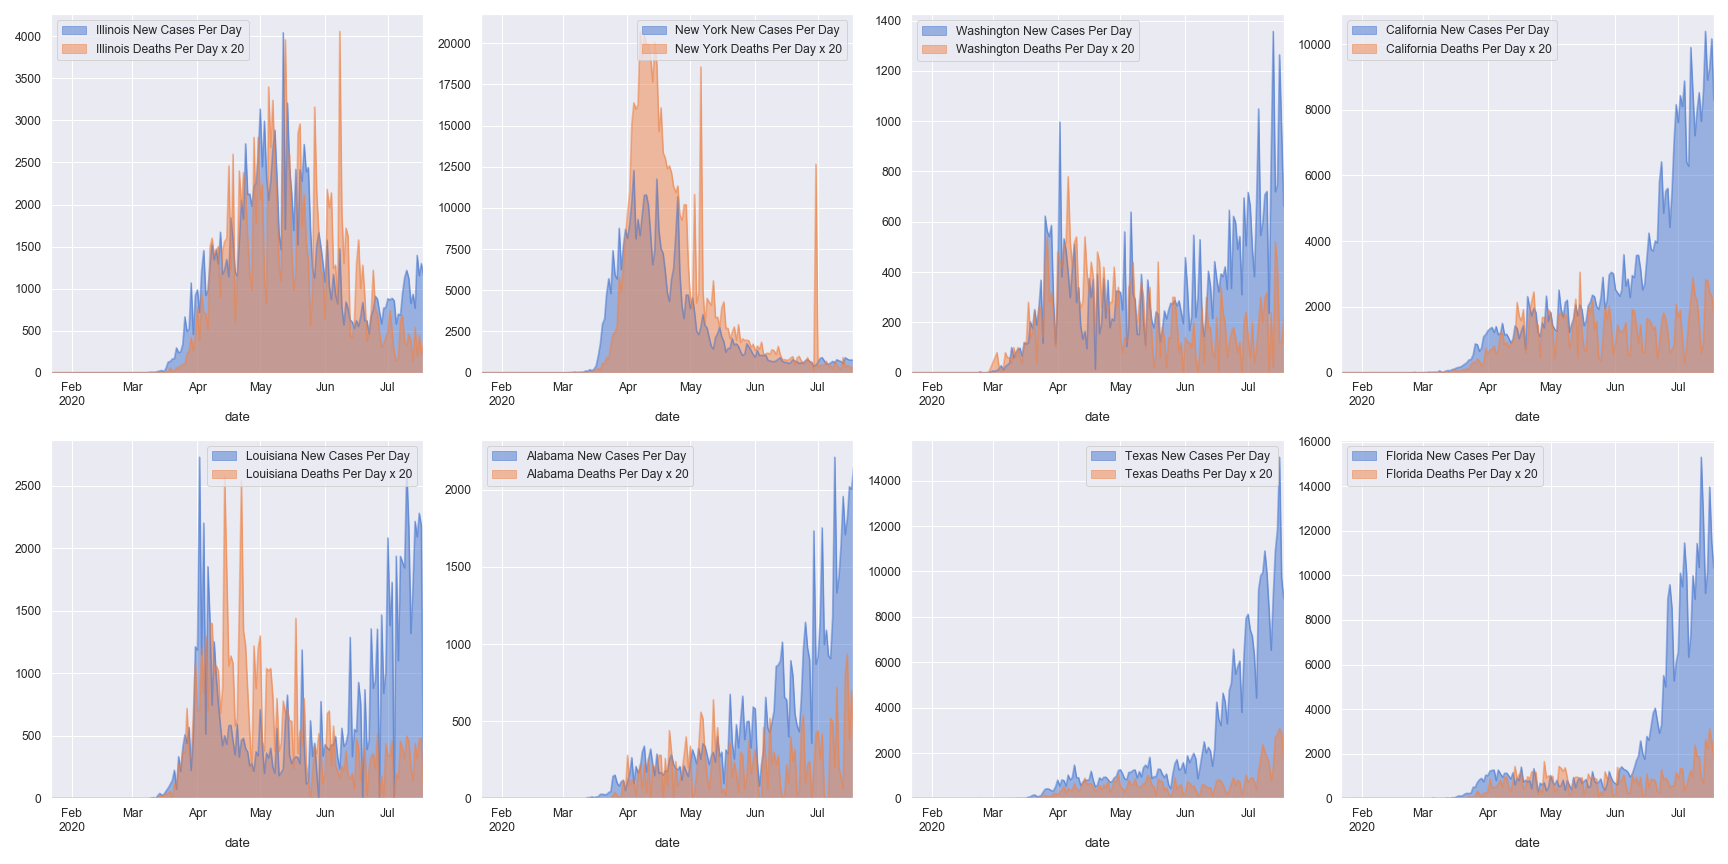 Illinois New Cases Per Day
Illinois Deaths Per Day x 20
4000
3500
3000
2500
2000
1500
1000
500
0
Feb Mar Apr May Jun Jul
2020
date
New York New Cases Per Day
New York Deaths Per Day x 20
20000
17500
15000
12500
10000
7500
5000
2500
0
Feb Mar Apr May Jun Jul
2020
date
Washington New Cases Per Day
Washington Deaths Per Day x 20
1400
1200
1000
800
600
400
200
0
Feb Mar Apr May Jun Jul
2020
date
California New Cases Per Day
California Deaths Per Day x 20
10000
8000
6000
4000
2000
0
Feb Mar Apr May Jun Jul
2020
date
Louisiana New Cases Per Day
Louisiana Deaths Per Day x 20
2500
2000
1500
1000
500
0
Feb Mar Apr May Jun Jul
2020
date
Alabama New Cases Per Day
Alabama Deaths Per Day x 20
2000
1500
1000
500
0
Feb Mar Apr May Jun Jul
2020
date
Texas New Cases Per Day
Texas Deaths Per Day x 20
14000
12000
10000
8000
6000
4000
2000
0
Feb Mar Apr May Jun Jul
2020
date
Florida New Cases Per Day
Florida Deaths Per Day x 20
16000
14000
12000
10000
8000
6000
4000
2000
0
Feb Mar Apr May Jun Jul
2020
date